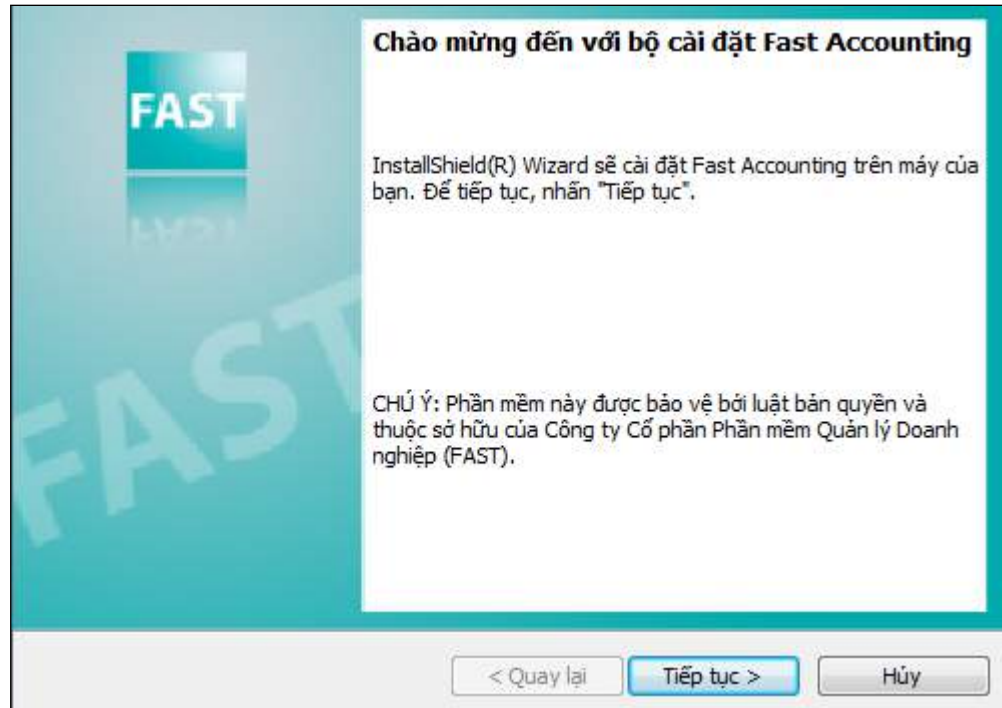 FAST
FAST
FAST
Chào mừng đến với bộ cài đặt Fast Accounting
InstallShield(R) Wizard sẽ cài đặt Fast Accounting trên máy của
bạn. Để tiếp tục, nhấn "Tiếp tục".
CHÚ Ý: Phần mềm này được bảo vệ bởi luật bản quyền và
thuộc sở hữu của Công ty Cổ phần Phần mềm Quản lý Doanh
nghiệp (FAST).
< Quay lại
Tiếp tục >
Hủy